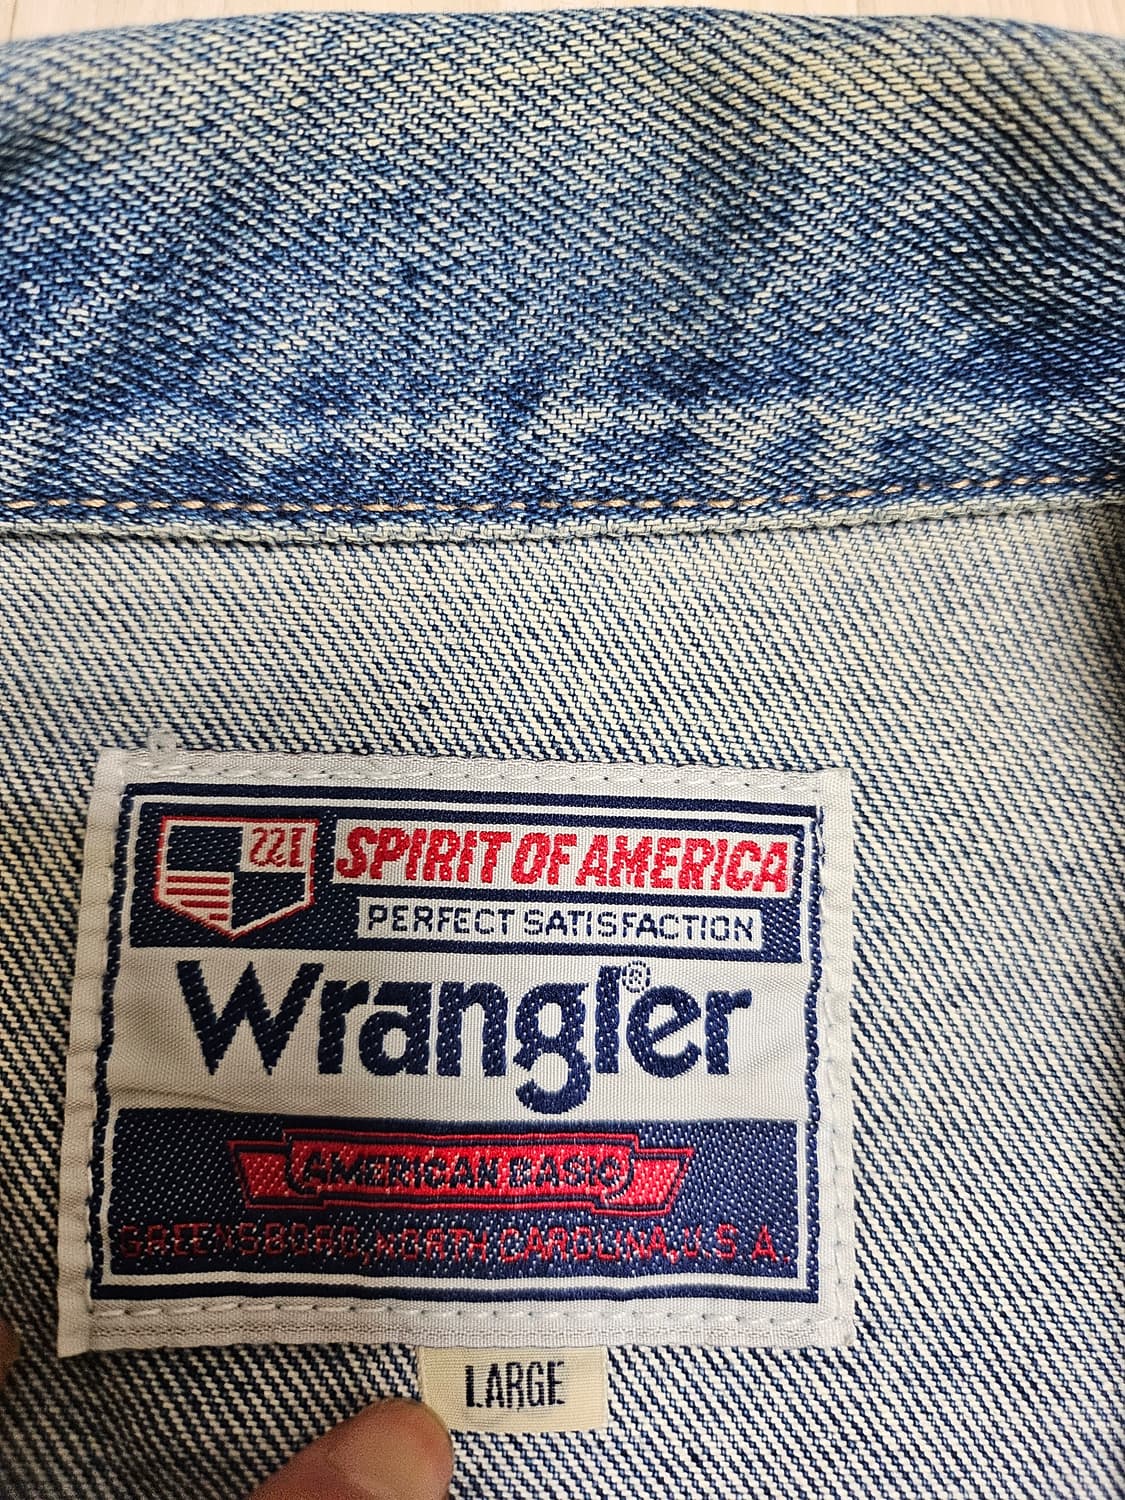 SPIRIT OF AMERICA
PERFECT SATISFACTION
Wrangler®
AMERICAN BASIC
GREENSBORO, NORTH CAROLINA, U.S.A.
LARGE